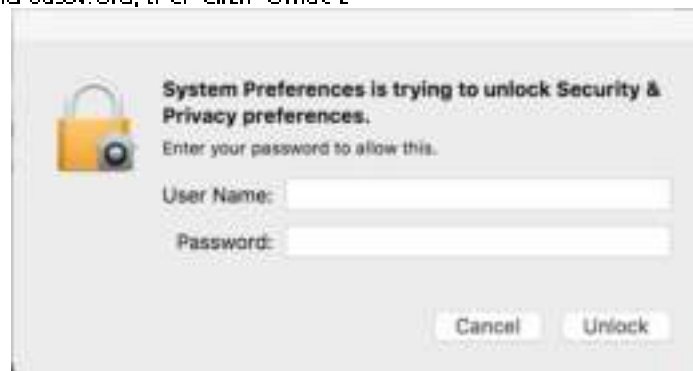 System Preferences is trying to unlock Security &
Privacy preferences.
Enter your password to allow this.
User Name:
Password:
Cancel
Unlock